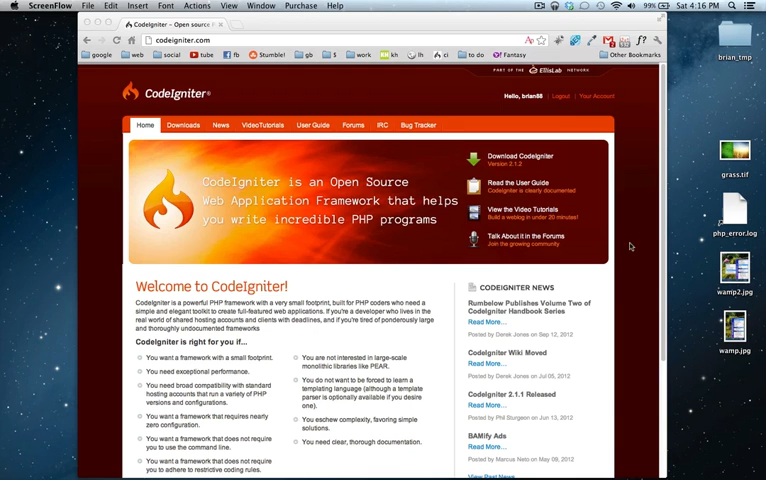 ScreenFlow File Edit Insert Font Actions View Window Purchase Help
99% Sat 4:16 PM
CodeIgniter - Open source F
codeigniter.com
google web social tube fb Stumble! gb $ work kh lh ci to do Fantasy Other Bookmarks
PART OF THE EllisLab NETWORK
CodeIgniter
Hello, brian88 Logout Your Account
Home Downloads News VideoTutorials User Guide Forums IRC Bug Tracker
CodeIgniter is an Open Source
Web Application Framework that helps
you write incredible PHP programs
Download CodeIgniter
Version 2.1.2
Read the User Guide
CodeIgniter is clearly documented
View the Video Tutorials
Build a weblog in under 20 minutes!
Talk About it in the Forums
Join the growing community
Welcome to CodeIgniter!
CodeIgniter is a powerful PHP framework with a very small footprint, built for PHP coders who need a
simple and elegant toolkit to create full-featured web applications. If you're a developer who lives in the
real world of shared hosting accounts and clients with deadlines, and if you're tired of ponderously large
and thoroughly undocumented frameworks
CodeIgniter is right for you if...
You want a framework with a small footprint.
You need exceptional performance.
You need broad compatibility with standard
hosting accounts that run a variety of PHP
versions and configurations.
You want a framework that requires nearly
zero configuration.
You want a framework that does not require
you to use the command line.
You want a framework that does not require
you to adhere to restrictive coding rules.
You are not interested in large-scale
monolithic libraries like PEAR.
You do not want to be forced to learn a
templating language (although a template
parser is optionally available if you desire
one).
You eschew complexity, favoring simple
solutions.
You need clear, thorough documentation.
CODEIGNITER NEWS
Rumbelow Publishes Volume Two of
CodeIgniter Handbook Series
Read More...
Posted by Derek Jones on Sep 12, 2012
CodeIgniter Wiki Moved
Read More...
Posted by Derek Jones on Jul 05, 2012
CodeIgniter 2.1.1 Released
Read More...
Posted by Phil Sturgeon on Jun 13, 2012
BAMify Ads
Read More...
Posted by Marcus Neto on May 08, 2012
View Past News
brian_tmp
grass.tif
php_error.log
wamp2.jpg
wamp.jpg